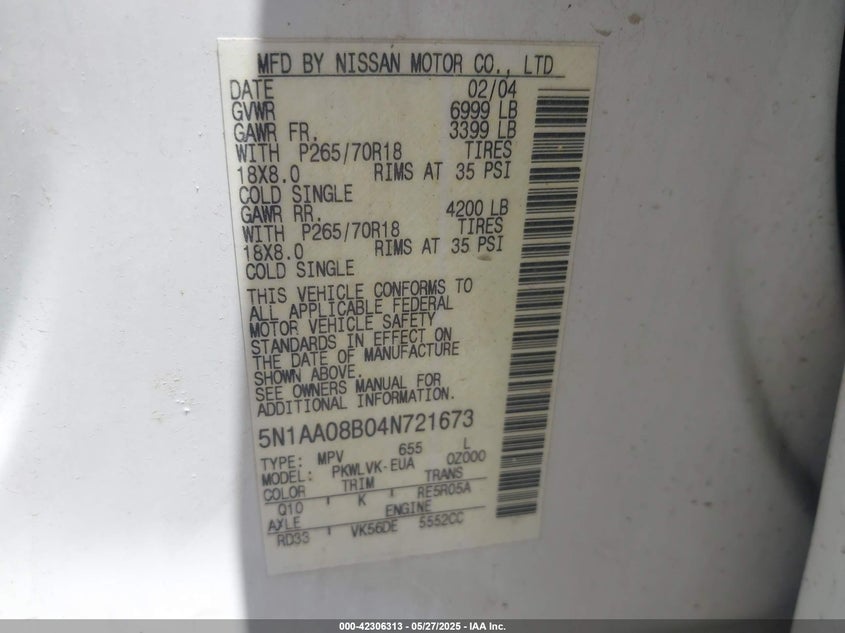 MFD BY NISSAN MOTOR CO., LTD
DATE 02/04
GVWR 6999 LB
GAWR FR. 3399 LB
WITH P265/70R18 TIRES
18X8.0 RIMS AT 35 PSI
COLD SINGLE
GAWR RR. 4200 LB
WITH P265/70R18 TIRES
18X8.0 RIMS AT 35 PSI
COLD SINGLE
THIS VEHICLE CONFORMS TO
ALL APPLICABLE FEDERAL
MOTOR VEHICLE SAFETY
STANDARDS IN EFFECT ON
THE DATE OF MANUFACTURE
SHOWN ABOVE.
SEE OWNERS MANUAL FOR
ADDITIONAL INFORMATION.
5N1AA08B04N721673
TYPE: MPV 655 L
MODEL: PKWLVK-EUA 0Z000
COLOR TRIM TRANS
Q10 K RE5R05A
AXLE ENGINE
RD33 VK56DE 5552CC
000-42306313 - 05/27/2025 - IAA Inc.